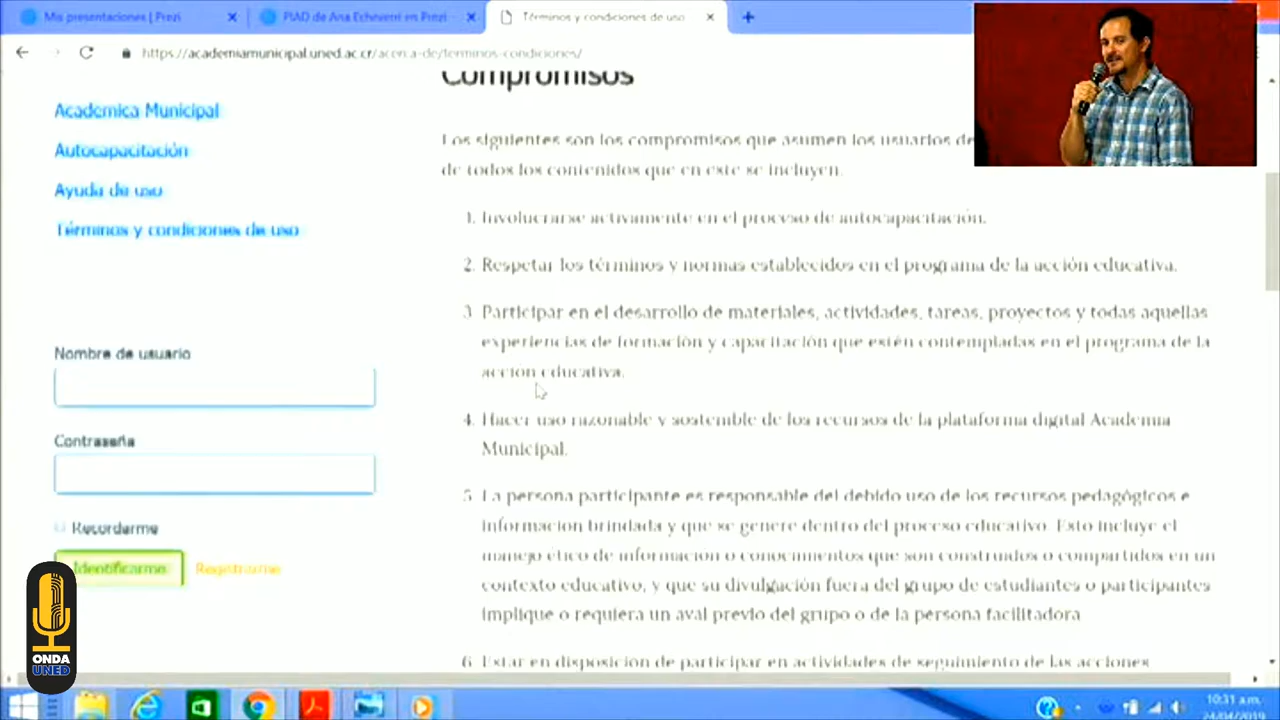 Mis presentaciones | Prezi
PIAD de Ana Echeverri en Prezi
Términos y condiciones de uso
https://academiamunicipal.uned.ac.cr/acerca-de/terminos-condiciones/
Compromisos
Academica Municipal
Autocapacitación
Ayuda de uso
Términos y condiciones de uso
Nombre de usuario
Contraseña
Recordarme
Identificarme
Registrarme
Los siguientes son los compromisos que asumen los usuarios de
de todos los contenidos que en este se incluyen.
1. Involucrarse activamente en el proceso de autocapacitación.
2. Respetar los términos y normas establecidos en el programa de la acción educativa.
3. Participar en el desarrollo de materiales, actividades, tareas, proyectos y todas aquellas
experiencias de formación y capacitación que estén contempladas en el programa de la
acción educativa.
4. Hacer uso razonable y sostenible de los recursos de la plataforma digital Academia
Municipal.
5. La persona participante es responsable del debido uso de los recursos pedagógicos e
información brindada y que se genere dentro del proceso educativo. Esto incluye el
manejo ético de información o conocimientos que son construidos o compartidos en un
contexto educativo, y que su divulgación fuera del grupo de estudiantes o participantes
implique o requiera un aval previo del grupo o de la persona facilitadora
6. Estar en disposición de participar en actividades de seguimiento de las acciones
ONDA
UNED
10:31 a.m.
24/04/2019